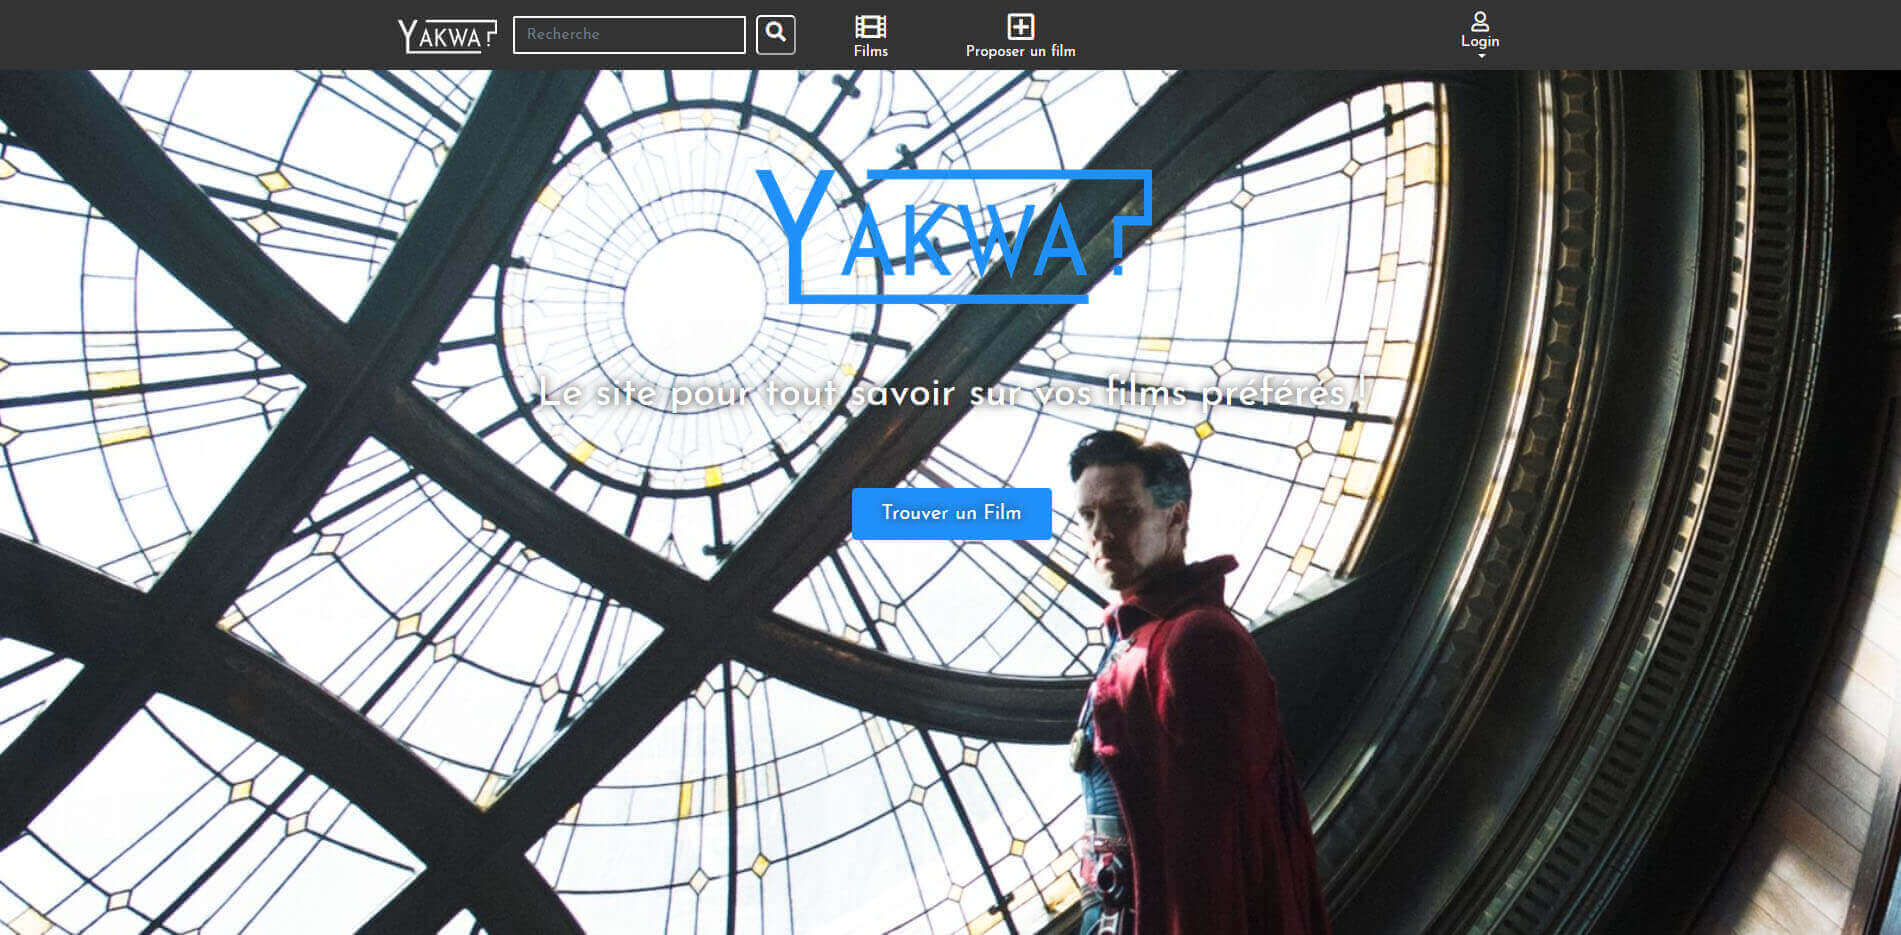 YAKWA?
Recherche
Films
Proposer un film
Login
YAKWA?
Le site pour tout savoir sur vos films préférés !
Trouver un Film